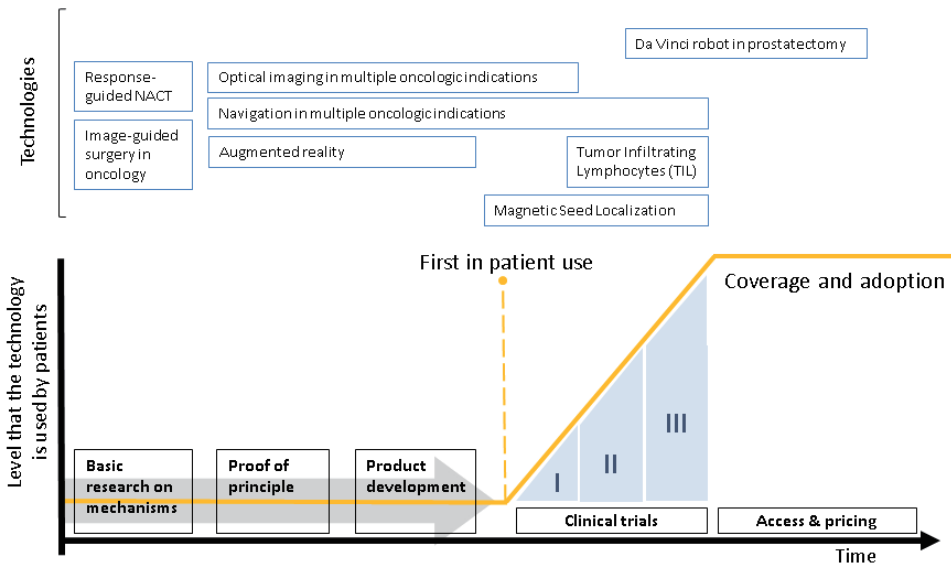 Technologies
Da Vinci robot in prostatectomy
Response-
guided NACT
Optical imaging in multiple oncologic indications
Navigation in multiple oncologic indications
Image-guided
surgery in
oncology
Augmented reality
Tumor Infiltrating
Lymphocytes (TIL)
Magnetic Seed Localization
Level that the technology
is used by patients
First in patient use
Coverage and adoption
I
II
III
Basic
research on
mechanisms
Proof of
principle
Product
development
Clinical trials
Access & pricing
Time